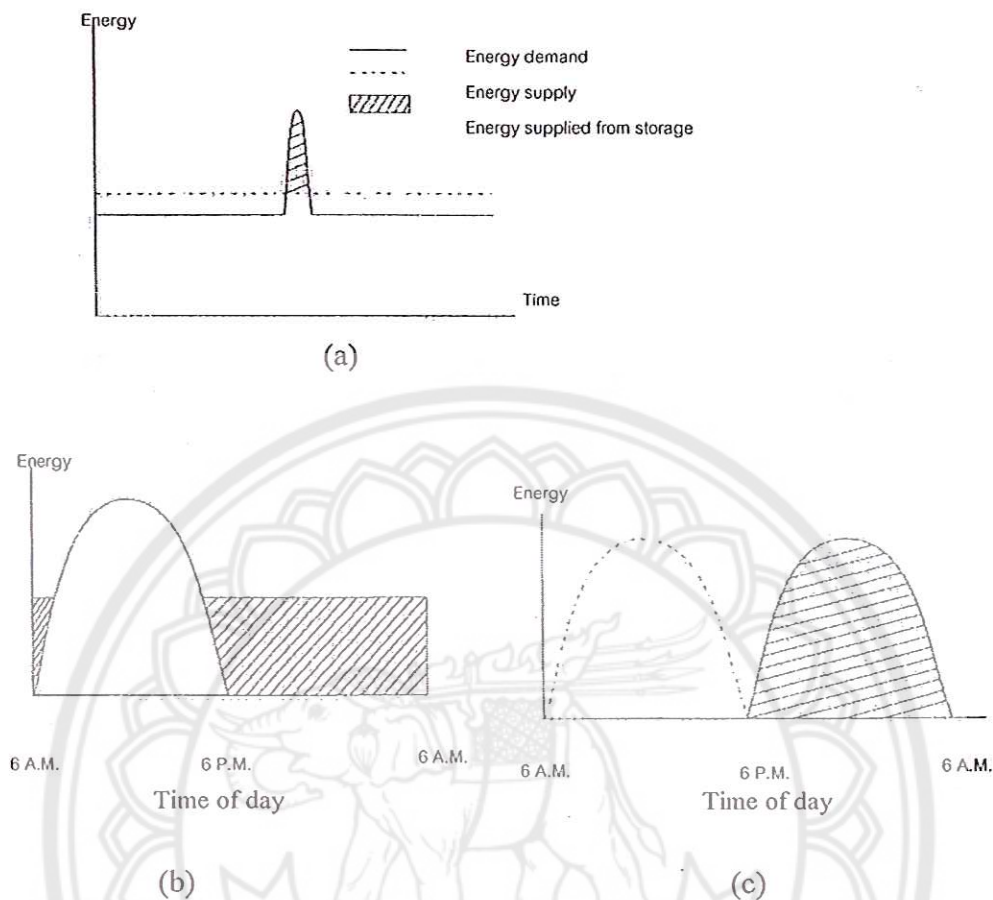 Energy
Energy demand
Energy supply
Energy supplied from storage
Time
(a)
Energy
6 A.M.
6 P.M.
6 A.M.
Time of day
(b)
Energy
6 A.M.
6 P.M.
6 A.M.
Time of day
(c)